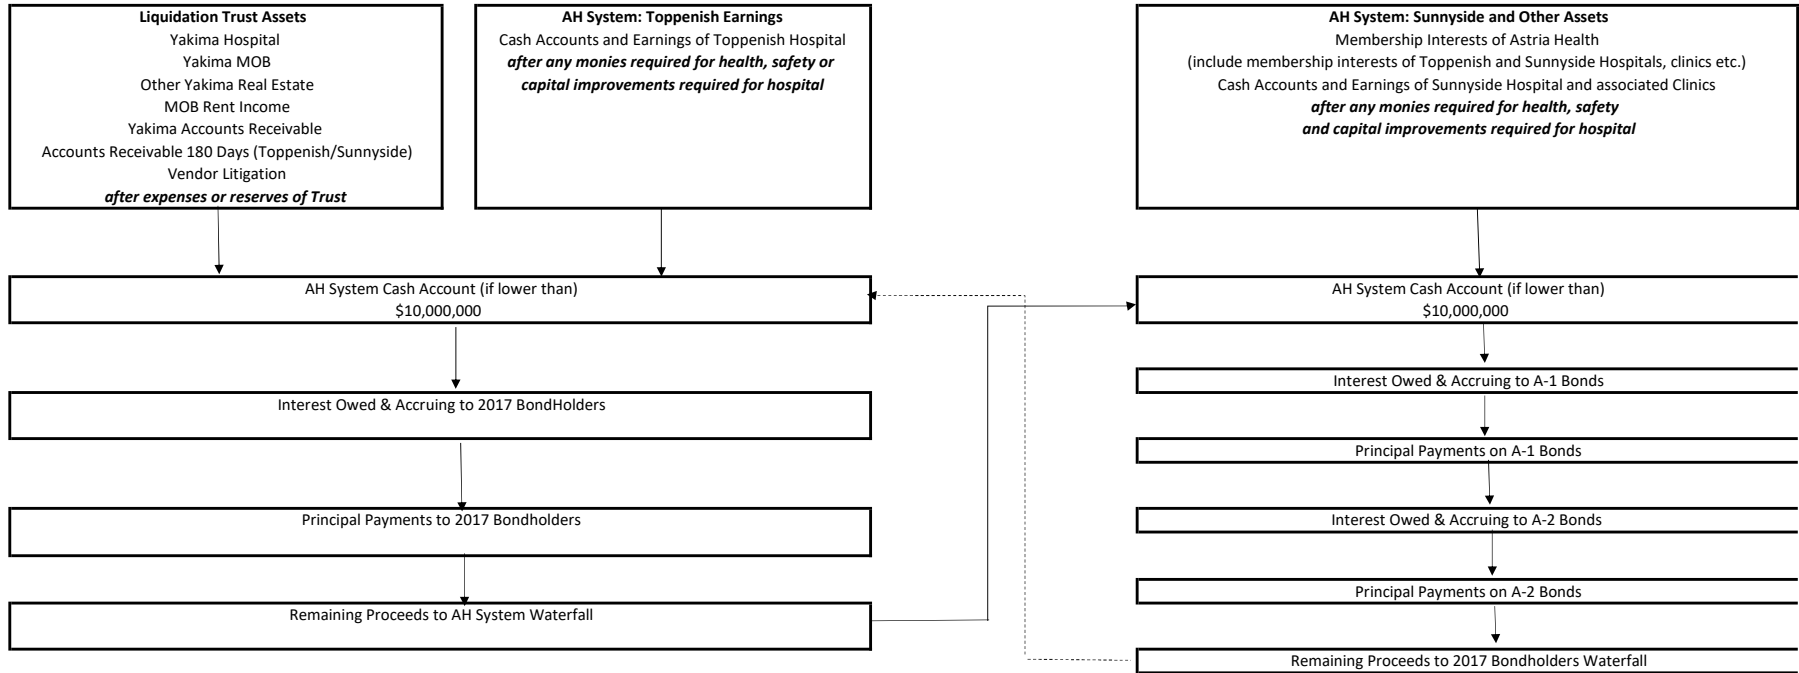 Liquidation Trust Assets
Yakima Hospital
Yakima MOB
Other Yakima Real Estate
MOB Rent Income
Yakima Accounts Receivable
Accounts Receivable 180 Days (Toppenish/Sunnyside)
Vendor Litigation
after expenses or reserves of Trust
AH System: Toppenish Earnings
Cash Accounts and Earnings of Toppenish Hospital
after any monies required for health, safety or
capital improvements required for hospital
AH System Cash Account (if lower than)
$10,000,000
Interest Owed & Accruing to 2017 BondHolders
Principal Payments to 2017 Bondholders
Remaining Proceeds to AH System Waterfall
AH System: Sunnyside and Other Assets
Membership Interests of Astria Health
(include membership interests of Toppenish and Sunnyside Hospitals, clinics etc.)
Cash Accounts and Earnings of Sunnyside Hospital and associated Clinics
after any monies required for health, safety
and capital improvements required for hospital
AH System Cash Account (if lower than)
$10,000,000
Interest Owed & Accruing to A-1 Bonds
Principal Payments on A-1 Bonds
Interest Owed & Accruing to A-2 Bonds
Principal Payments on A-2 Bonds
Remaining Proceeds to 2017 Bondholders Waterfall